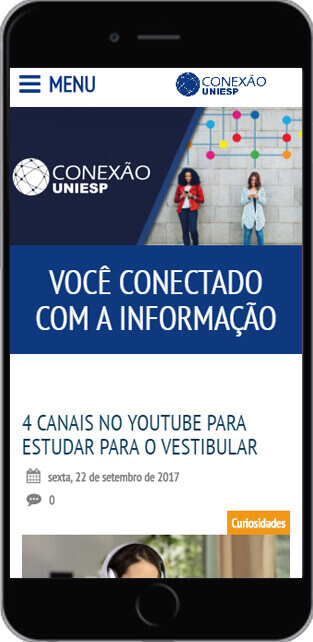 MENU
CONEXÃO
UNIESP
CONEXÃO
UNIESP
VOCÊ CONECTADO
COM A INFORMAÇÃO
4 CANAIS NO YOUTUBE PARA
ESTUDAR PARA O VESTIBULAR
sexta, 22 de setembro de 2017
0
Curiosidades